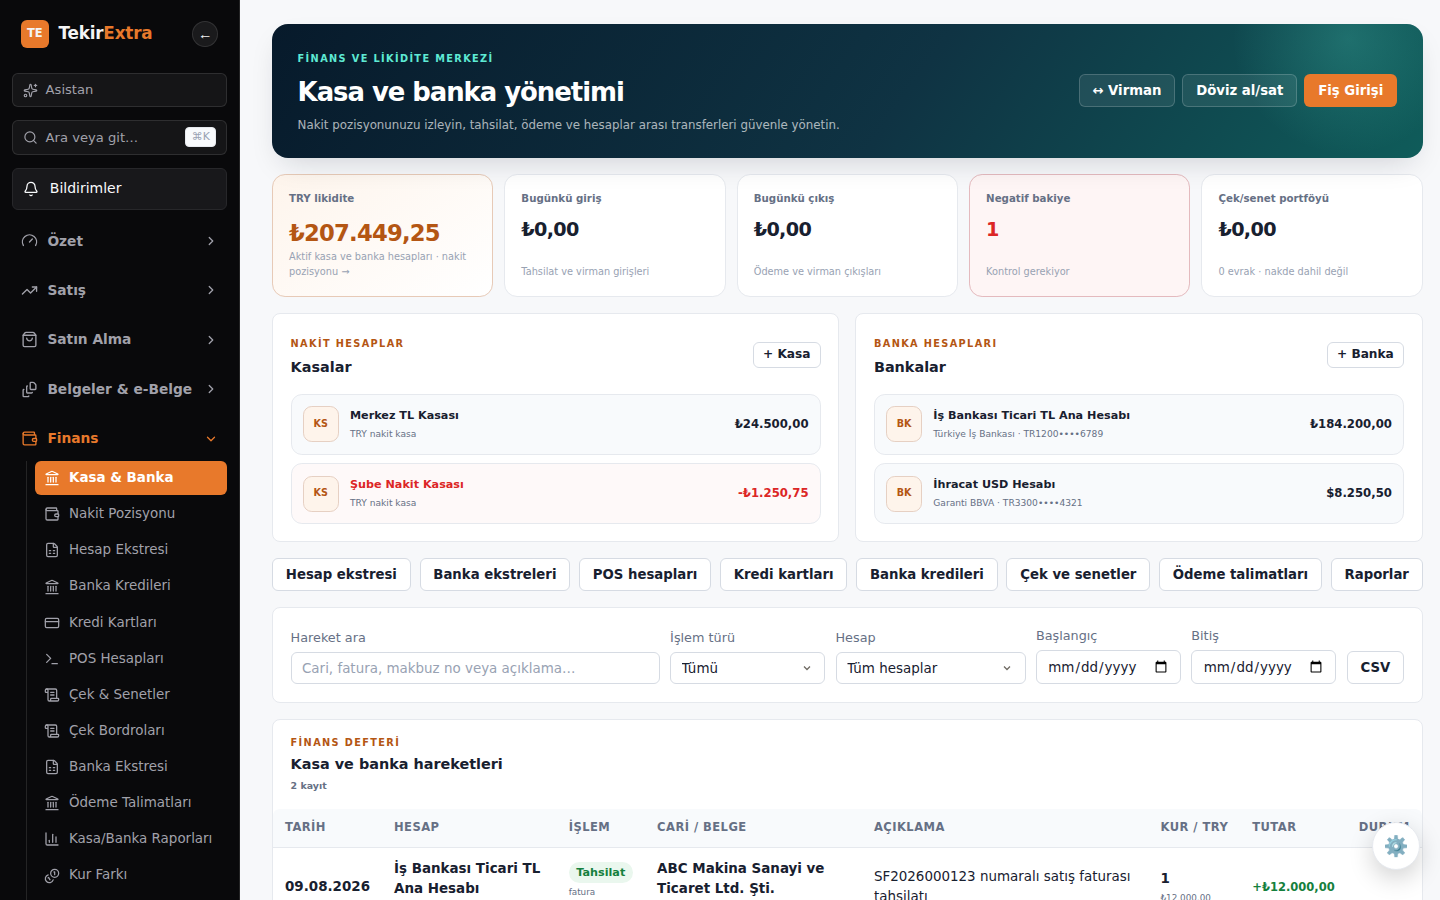 TE
TekirExtra
←
Asistan
Ara veya git...
⌘K
Bildirimler
Özet
Satış
Satın Alma
Belgeler & e-Belge
Finans
Kasa & Banka
Nakit Pozisyonu
Hesap Ekstresi
Banka Kredileri
Kredi Kartları
POS Hesapları
Çek & Senetler
Çek Bordroları
Banka Ekstresi
Ödeme Talimatları
Kasa/Banka Raporları
Kur Farkı
FİNANS VE LİKİDİTE MERKEZİ
Kasa ve banka yönetimi
Nakit pozisyonunuzu izleyin, tahsilat, ödeme ve hesaplar arası transferleri güvenle yönetin.
↔ Virman
Döviz al/sat
Fiş Girişi
TRY likidite
₺207.449,25
Aktif kasa ve banka hesapları · nakit
pozisyonu →
Bugünkü giriş
₺0,00
Tahsilat ve virman girişleri
Bugünkü çıkış
₺0,00
Ödeme ve virman çıkışları
Negatif bakiye
1
Kontrol gerekiyor
Çek/senet portföyü
₺0,00
0 evrak · nakde dahil değil
NAKİT HESAPLAR
Kasalar
+ Kasa
KS
Merkez TL Kasası
TRY nakit kasa
₺24.500,00
KS
Şube Nakit Kasası
TRY nakit kasa
-₺1.250,75
BANKA HESAPLARI
Bankalar
+ Banka
BK
İş Bankası Ticari TL Ana Hesabı
Türkiye İş Bankası · TR1200••••6789
₺184.200,00
BK
İhracat USD Hesabı
Garanti BBVA · TR3300••••4321
$8.250,50
Hesap ekstresi
Banka ekstreleri
POS hesapları
Kredi kartları
Banka kredileri
Çek ve senetler
Ödeme talimatları
Raporlar
Hareket ara
Cari, fatura, makbuz no veya açıklama...
İşlem türü
Tümü
Hesap
Tüm hesaplar
Başlangıç
mm/dd/yyyy
Bitiş
mm/dd/yyyy
CSV
FİNANS DEFTERİ
Kasa ve banka hareketleri
2 kayıt
TARİH HESAP İŞLEM CARİ / BELGE AÇIKLAMA KUR / TRY TUTAR
09.08.2026
İş Bankası Ticari TL
Ana Hesabı
Tahsilat
fatura
ABC Makina Sanayi ve
Ticaret Ltd. Şti.
SF2026000123 numaralı satış faturası
tahsilatı
1
₺12.000,00
+₺12.000,00